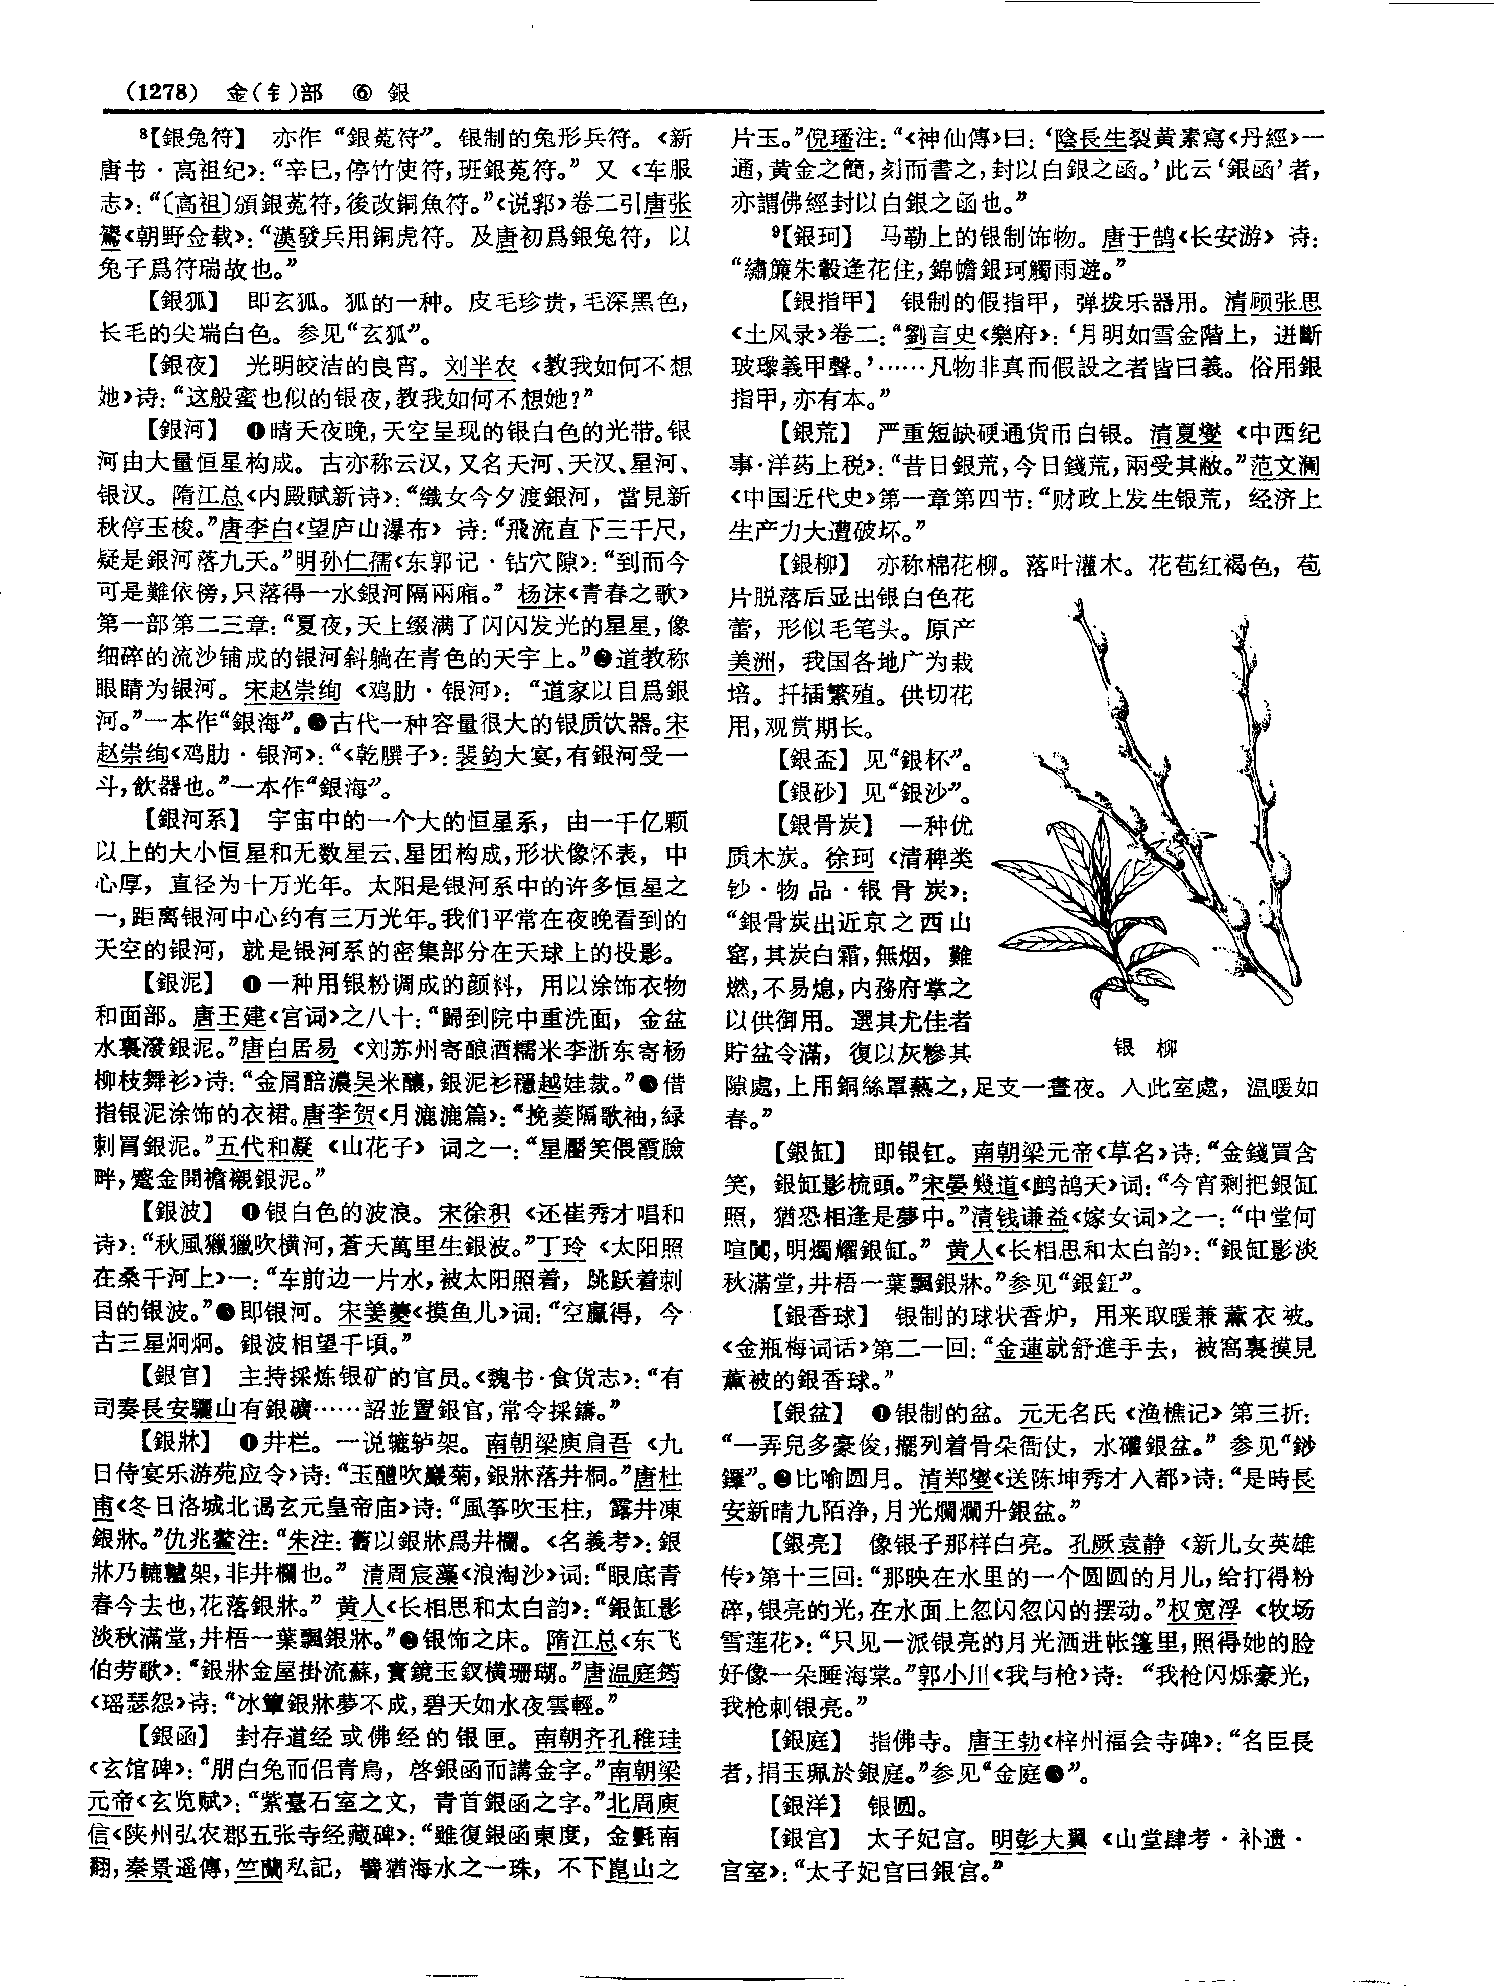 (1278) 金(钅)部 ⑥ 銀
⁸【銀兔符】 亦作“銀菟符”。银制的兔形兵符。《新
唐书·高祖纪》：“辛巳，停竹使符，班銀菟符。”又《车服
志》：“〔高祖〕頒銀菟符，後改銅魚符。”《说郛》卷二引唐张
鷟《朝野佥载》：“漢發兵用銅虎符。及唐初爲銀兔符，以
兔子爲符瑞故也。”
【銀狐】 即玄狐。狐的一种。皮毛珍贵，毛深黑色，
长毛的尖端白色。参见“玄狐”。
【銀夜】 光明皎洁的良宵。刘半农《教我如何不想
她》诗：“这般蜜也似的银夜，教我如何不想她？”
【銀河】 ❶晴天夜晚，天空呈现的银白色的光带。银
河由大量恒星构成。古亦称云汉，又名天河、天汉、星河、
银汉。隋江总《内殿赋新诗》：“織女今夕渡銀河，當見新
秋停玉梭。”唐李白《望庐山瀑布》诗：“飛流直下三千尺，
疑是銀河落九天。”明孙仁孺《东郭记·钻穴隙》：“到而今
可是難依傍，只落得一水銀河隔兩廂。”杨沫《青春之歌》
第一部第二三章：“夏夜，天上缀满了闪闪发光的星星，像
细碎的流沙铺成的银河斜躺在青色的天宇上。”❷道教称
眼睛为银河。宋赵崇绚《鸡肋·银河》：“道家以目爲銀
河。”一本作“銀海”。❸古代一种容量很大的银质饮器。宋
赵崇绚《鸡肋·银河》：“《乾䐑子》：裴鈞大宴，有銀河受一
斗，飲器也。”一本作“銀海”。
【銀河系】 宇宙中的一个大的恒星系，由一千亿颗
以上的大小恒星和无数星云、星团构成，形状像怀表，中
心厚，直径为十万光年。太阳是银河系中的许多恒星之
一，距离银河中心约有三万光年。我们平常在夜晚看到的
天空的银河，就是银河系的密集部分在天球上的投影。
【銀泥】 ❶一种用银粉调成的颜料，用以涂饰衣物
和面部。唐王建《宫词》之八十：“歸到院中重洗面，金盆
水裏潑銀泥。”唐白居易《刘苏州寄酿酒糯米李浙东寄杨
柳枝舞衫》诗：“金屑醅濃吴米釀，銀泥衫穩越娃裁。”❷借
指银泥涂饰的衣裙。唐李贺《月漉漉篇》：“挽菱隔歌袖，緑
刺罥銀泥。”五代和凝《山花子》词之一：“星靨笑偎霞臉
畔，蹙金開襜襯銀泥。”
【銀波】 ❶银白色的波浪。宋徐积《还崔秀才唱和
诗》：“秋風獵獵吹横河，蒼天萬里生銀波。”丁玲《太阳照
在桑干河上》一：“车前边一片水，被太阳照着，跳跃着刺
目的银波。”❷即银河。宋姜夔《摸鱼儿》词：“空贏得，今
古三星炯炯。銀波相望千頃。”
【銀官】 主持採炼银矿的官员。《魏书·食货志》：“有
司奏長安驪山有銀礦……詔並置銀官，常令採鑄。”
【銀牀】 ❶井栏。一说辘轳架。南朝梁庾肩吾《九
日侍宴乐游苑应令》诗：“玉醴吹巖菊，銀牀落井桐。”唐杜
甫《冬日洛城北谒玄元皇帝庙》诗：“風筝吹玉柱，露井凍
銀牀。”仇兆鳌注：“朱注：舊以銀牀爲井欄。《名義考》：銀
牀乃轆轤架，非井欄也。”清周宸藻《浪淘沙》词：“眼底青
春今去也，花落銀牀。”黄人《长相思和太白韵》：“銀缸影
淡秋滿堂，井梧一葉飄銀牀。”❷银饰之床。隋江总《东飞
伯劳歌》：“銀牀金屋掛流蘇，寳鏡玉釵横珊瑚。”唐温庭筠
《瑶瑟怨》诗：“冰簟銀牀夢不成，碧天如水夜雲輕。”
【銀函】 封存道经或佛经的银匣。南朝齐孔稚珪
《玄馆碑》：“朋白兔而侣青鳥，啓銀函而講金字。”南朝梁
元帝《玄览赋》：“紫臺石室之文，青首銀函之字。”北周庾
信《陕州弘农郡五张寺经藏碑》：“雖復銀函東度，金氎南
翻，秦景遥傳，竺蘭私記，譬猶海水之一珠，不下崑山之
片玉。”倪璠注：“《神仙傳》曰：‘陰長生裂黄素寫《丹經》一
通，黄金之簡，刻而書之，封以白銀之函。’此云‘銀函’者，
亦謂佛經封以白銀之函也。”
⁹【銀珂】 马勒上的银制饰物。唐于鹄《长安游》诗：
“繡簾朱轂逢花住，錦幨銀珂觸雨遊。”
【銀指甲】 银制的假指甲，弹拨乐器用。清顾张思
《土风录》卷二：“劉言史《樂府》：‘月明如雪金階上，迸斷
玻瓈義甲聲。’……凡物非真而假設之者皆曰義。俗用銀
指甲，亦有本。”
【銀荒】 严重短缺硬通货币白银。清夏燮《中西纪
事·洋药上税》：“昔日銀荒，今日錢荒，兩受其敝。”范文澜
《中国近代史》第一章第四节：“财政上发生银荒，经济上
生产力大遭破坏。”
【銀柳】 亦称棉花柳。落叶灌木。花苞红褐色，苞
片脱落后显出银白色花
蕾，形似毛笔头。原产
美洲，我国各地广为栽
培。扦插繁殖。供切花
用，观赏期长。
【銀盃】见“銀杯”。
【銀砂】见“銀沙”。
【銀骨炭】 一种优
质木炭。徐珂《清稗类
钞·物品·银骨炭》：
“銀骨炭出近京之西山
窰，其炭白霜，無烟，難
燃，不易熄，内務府掌之
以供御用。選其尤佳者
貯盆令滿，復以灰糝其
隙處，上用銅絲罩爇之，足支一晝夜。入此室處，温暖如
春。”
银 柳
【銀缸】 即银釭。南朝梁元帝《草名》诗：“金錢買含
笑，銀缸影梳頭。”宋晏幾道《鹧鸪天》词：“今宵剩把銀缸
照，猶恐相逢是夢中。”清钱谦益《嫁女词》之一：“中堂何
喧闐，明燭耀銀缸。”黄人《长相思和太白韵》：“銀缸影淡
秋滿堂，井梧一葉飄銀牀。”参见“銀釭”。
【銀香球】 银制的球状香炉，用来取暖兼薰衣被。
《金瓶梅词话》第二一回：“金蓮就舒進手去，被窩裏摸見
薰被的銀香球。”
【銀盆】 ❶银制的盆。元无名氏《渔樵记》第三折：
“一弄兒多豪俊，擺列着骨朵衙仗，水罐銀盆。”参见“鈔
鑼”。❷比喻圆月。清郑燮《送陈坤秀才入都》诗：“是時長
安新晴九陌浄，月光爛爛升銀盆。”
【銀亮】 像银子那样白亮。孔厥袁静《新儿女英雄
传》第十三回：“那映在水里的一个圆圆的月儿，给打得粉
碎，银亮的光，在水面上忽闪忽闪的摆动。”权宽浮《牧场
雪莲花》：“只见一派银亮的月光洒进帐篷里，照得她的脸
好像一朵睡海棠。”郭小川《我与枪》诗：“我枪闪烁豪光，
我枪刺银亮。”
【銀庭】 指佛寺。唐王勃《梓州福会寺碑》：“名臣長
者，捐玉珮於銀庭。”参见“金庭❸”。
【銀洋】 银圆。
【銀宫】 太子妃宫。明彭大翼《山堂肆考·补遗·
宫室》：“太子妃宫曰銀宫。”